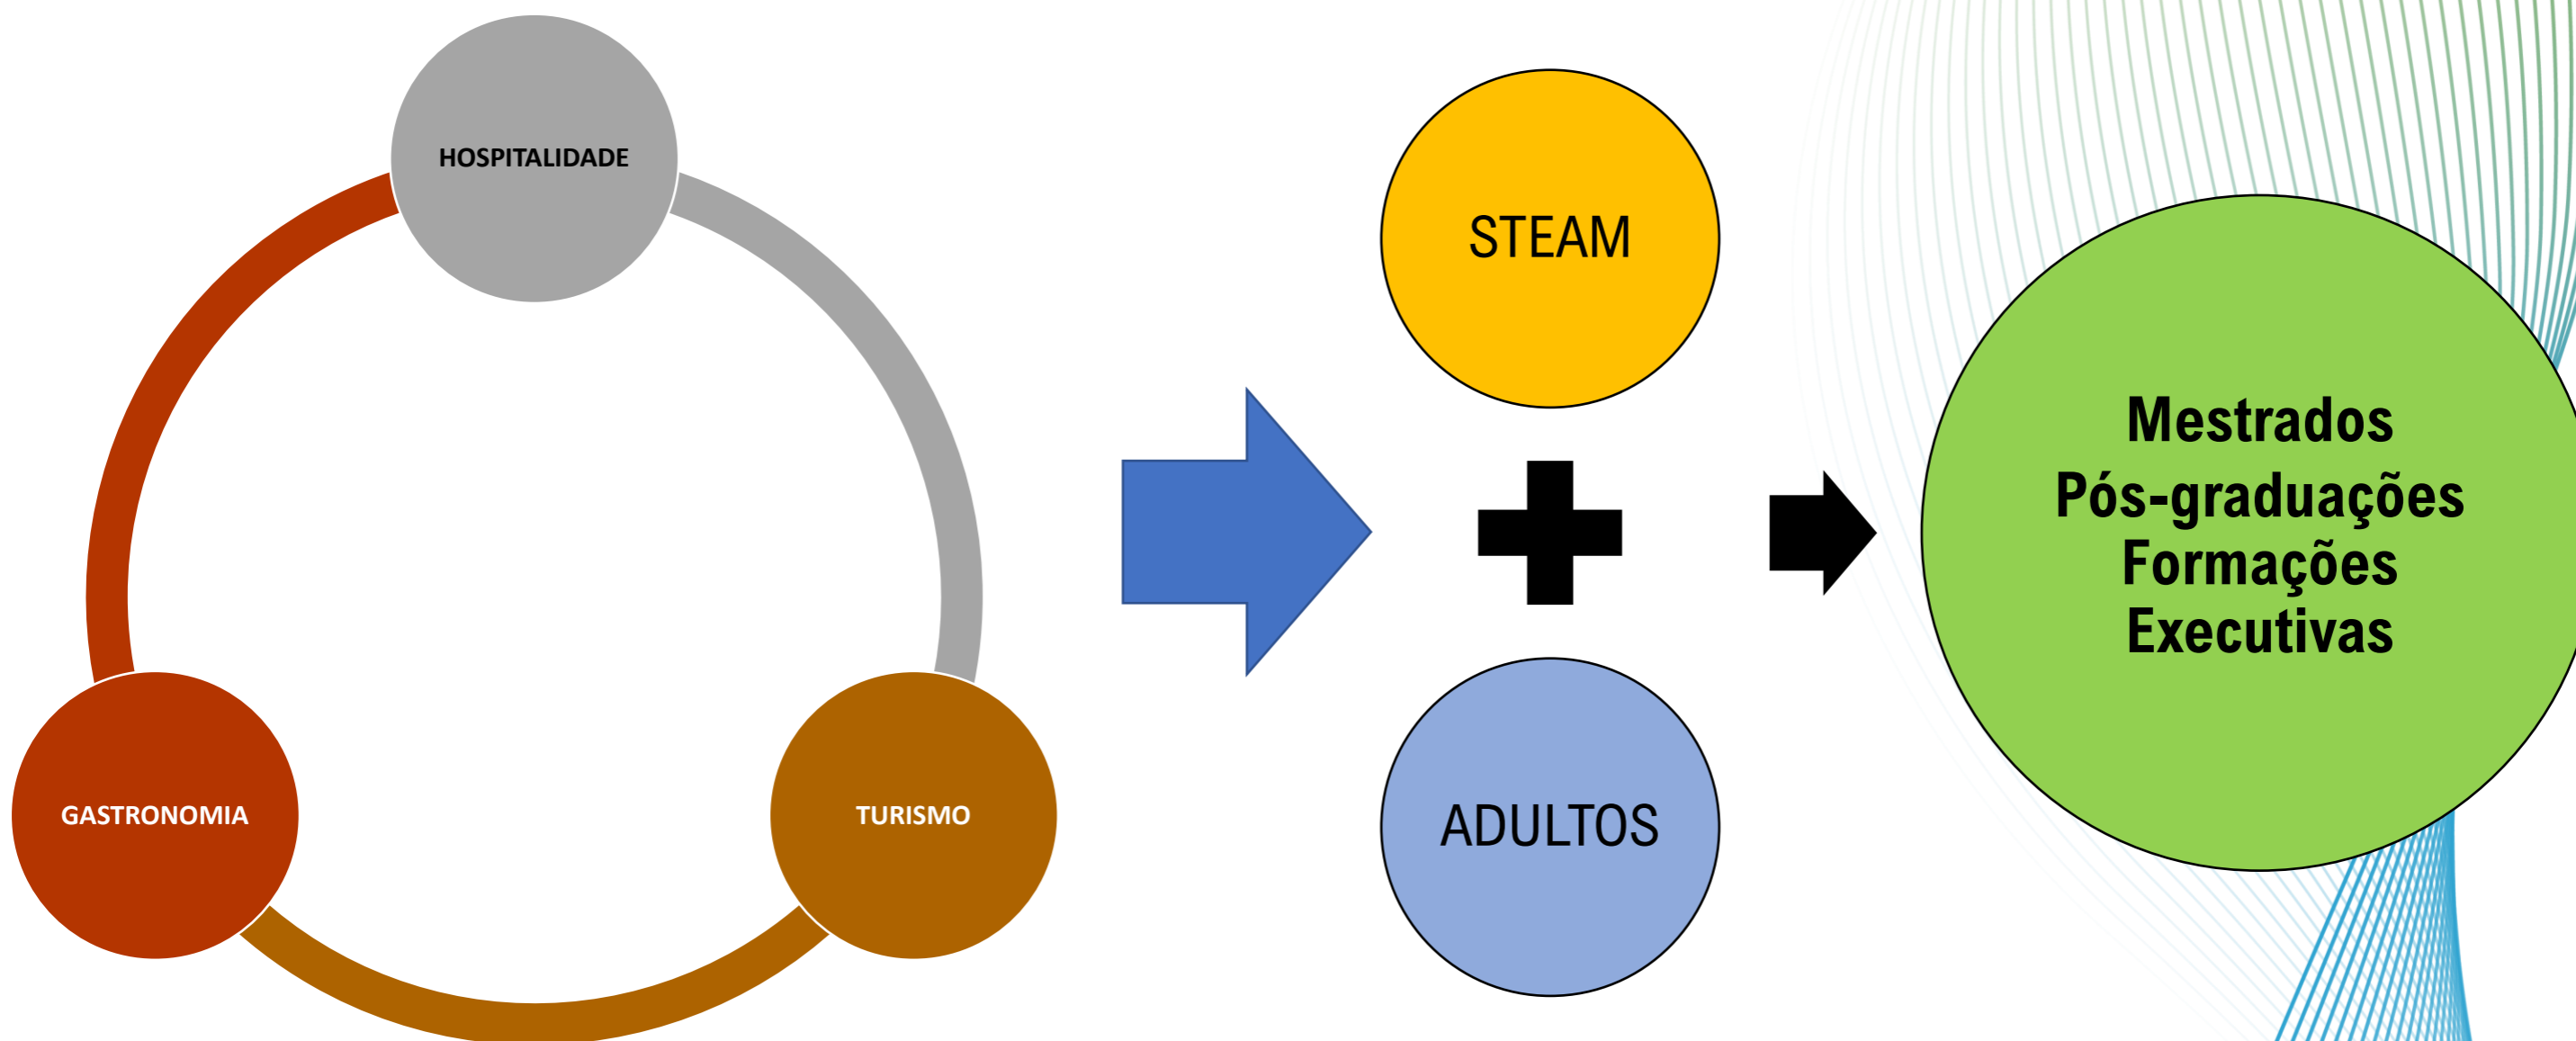 HOSPITALIDADE
GASTRONOMIA
TURISMO
STEAM
ADULTOS
Mestrados
Pós-graduações
Formações
Executivas